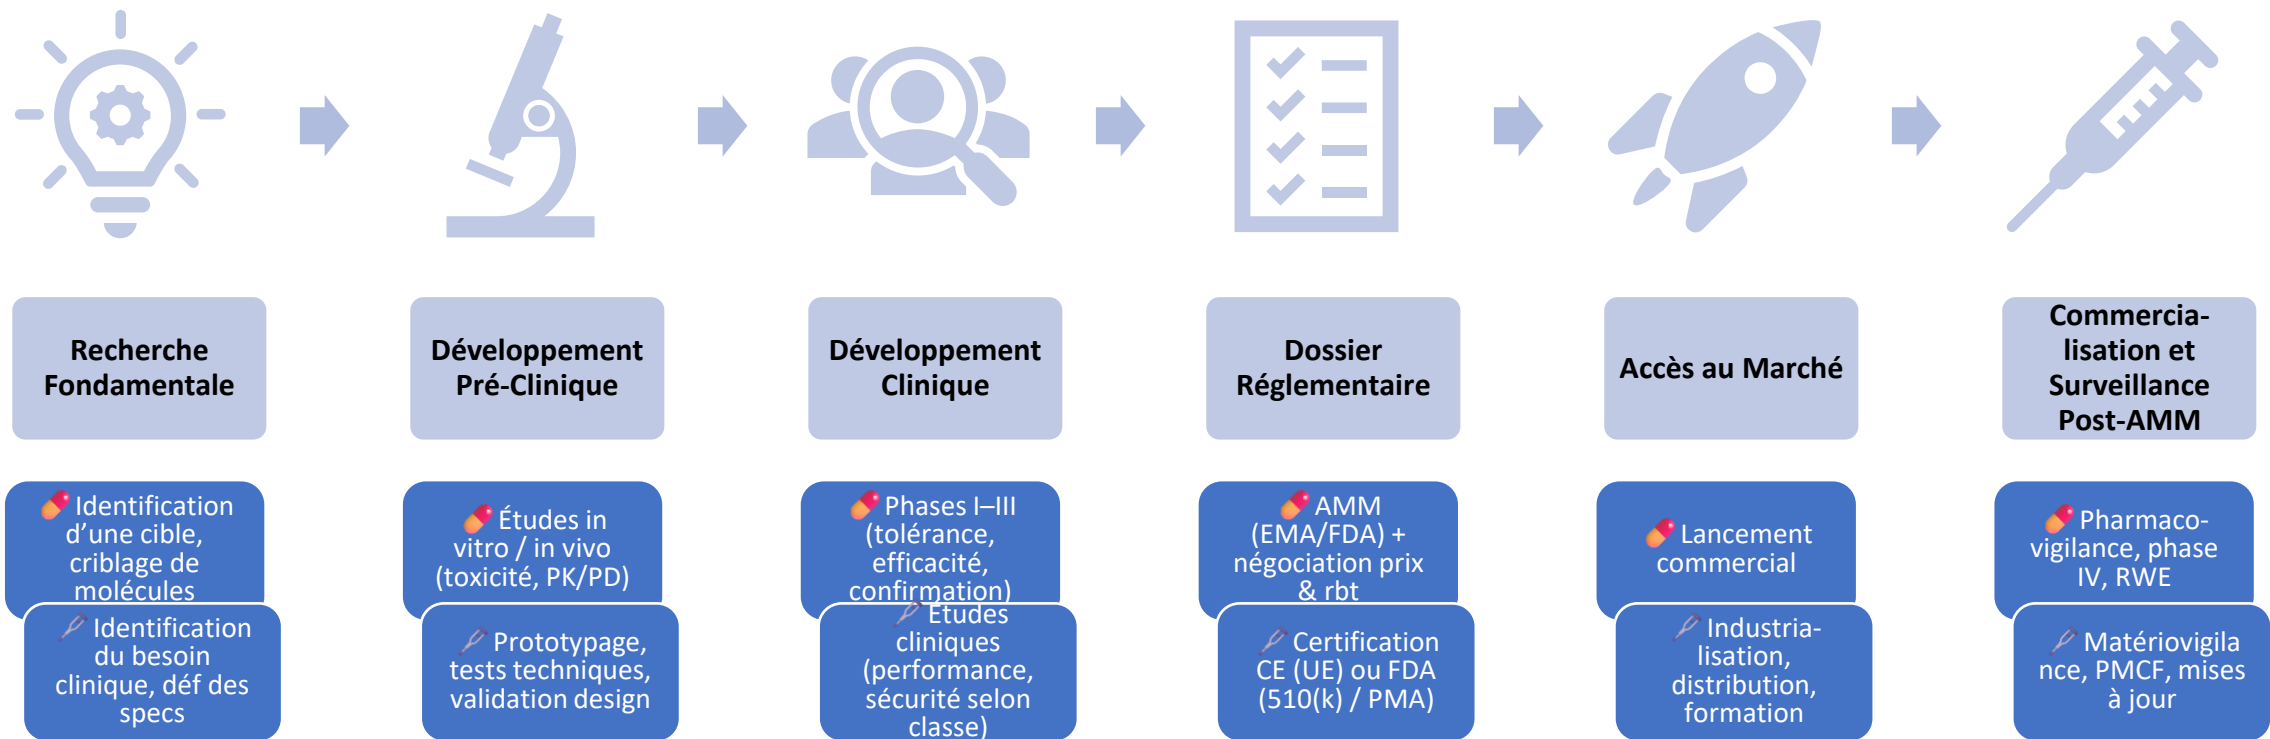 Recherche
Fondamentale
Développement
Pré-Clinique
Développement
Clinique
Dossier
Réglementaire
Accès au Marché
Commercia-
lisation et
Surveillance
Post-AMM
💊 Identification
d’une cible,
criblage de
molécules
🩼 Identification
du besoin
clinique, déf des
specs
💊 Études in
vitro / in vivo
(toxicité, PK/PD)
🩼 Prototypage,
tests techniques,
validation design
💊 Phases I–III
(tolérance,
efficacité,
confirmation)
🩼 Etudes
cliniques
(performance,
sécurité selon
classe)
💊 AMM
(EMA/FDA) +
négociation prix
& rbt
🩼 Certification
CE (UE) ou FDA
(510(k) / PMA)
💊 Lancement
commercial
🩼 Industria-
lisation,
distribution,
formation
💊 Pharmaco-
vigilance, phase
IV, RWE
🩼 Matériovigila
nce, PMCF, mises
à jour